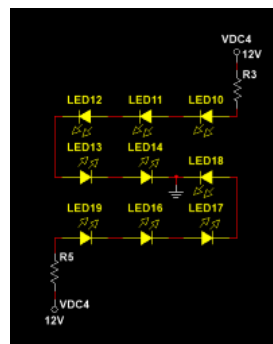 VDC4
12V
R3
LED12 LED11 LED10
LED13 LED14 LED18
LED19 LED16 LED17
R5
VDC4
12V